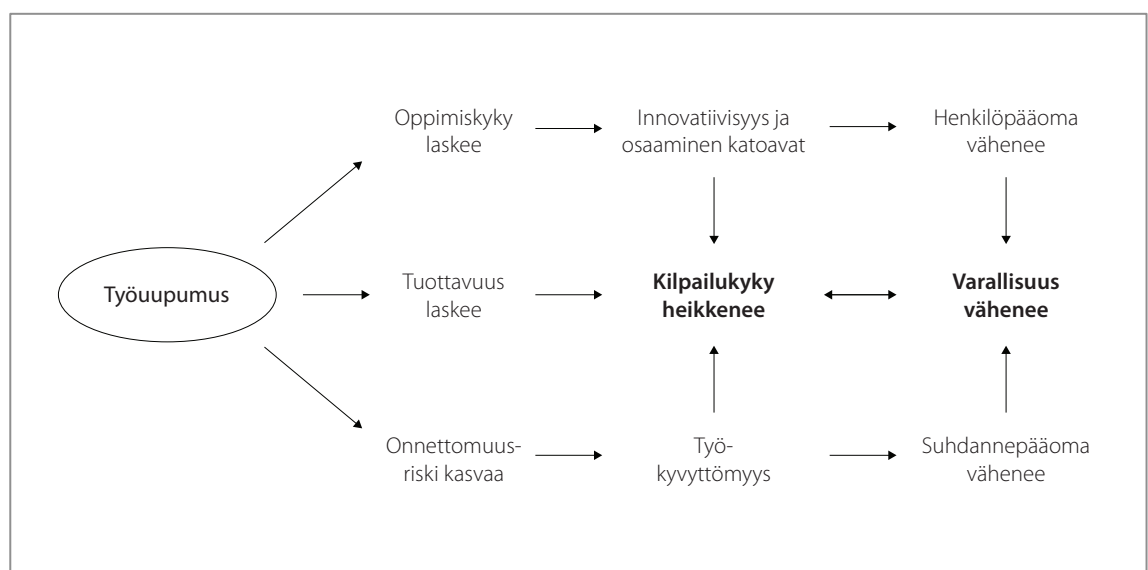 Oppimiskyky
laskee
Innovatiivisyys ja
osaaminen katoavat
Henkilöpääoma
vähenee
Työuupumus
Tuottavuus
laskee
Kilpailukyky
heikkenee
Varallisuus
vähenee
Onnettomuus-
riski kasvaa
Työ-
kyvyttömyys
Suhdannepääoma
vähenee